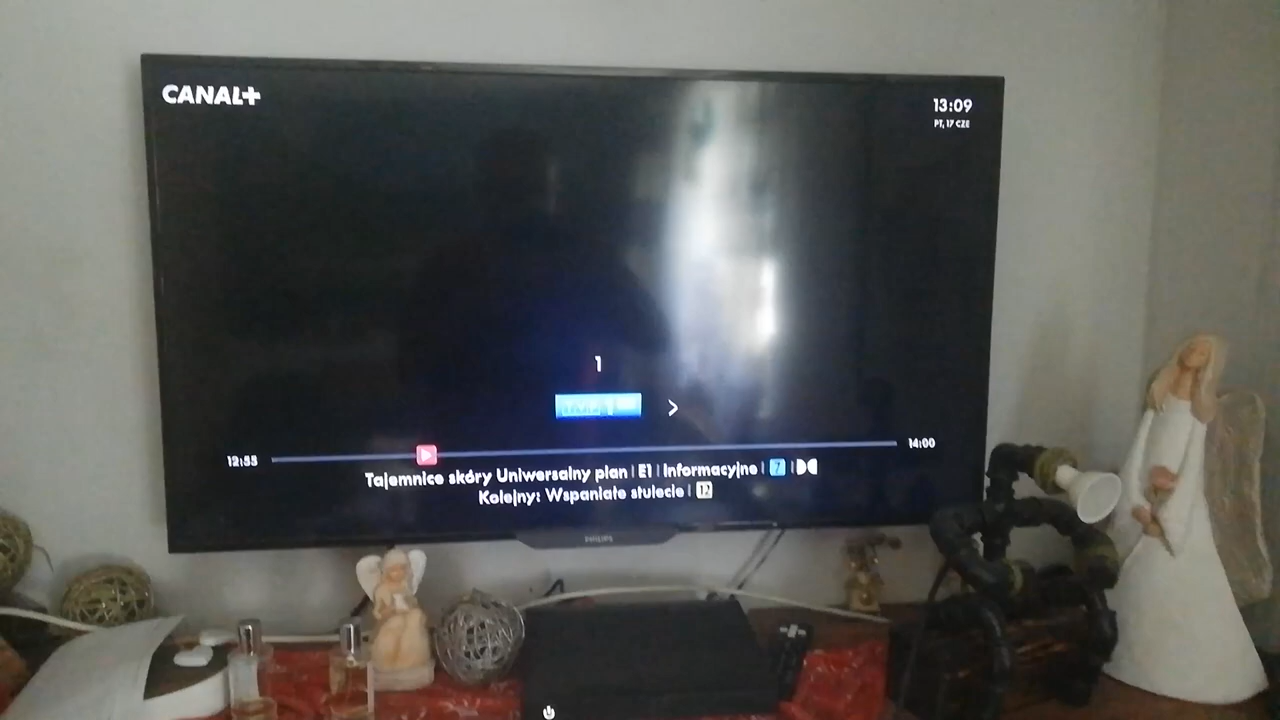 CANAL+
13:09
PT, 17 CZE
1
>
12:55
14:00
Tajemnice skóry Uniwersalny plan | E1 | Informacyjne | 7 |
Kolejny: Wspaniałe stulecie | 12
PHILIPS